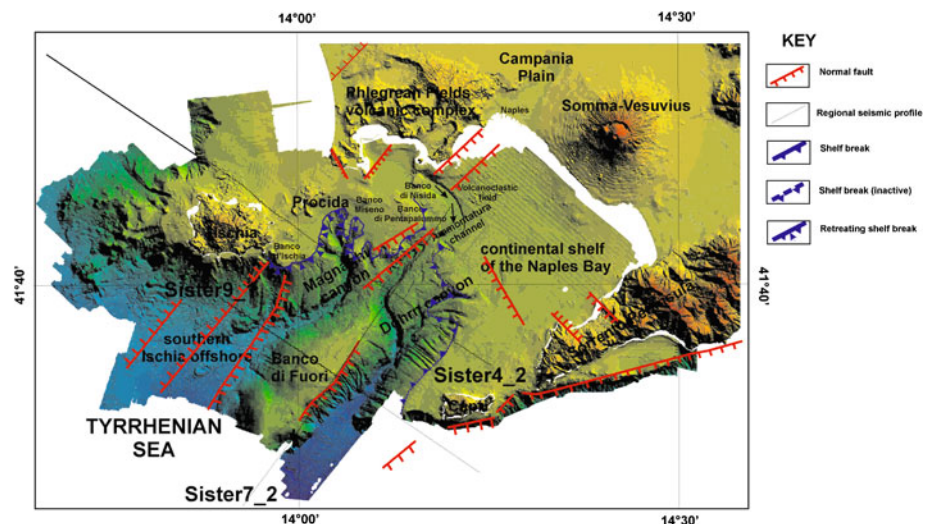 14°00'
14°30'
KEY
Campania
Plain
Normal fault
Phlegrean Fields
volcanic complex
Naples
Somma-Vesuvius
Regional seismic profile
Shelf break
Banco
di Nisida
Volcanoclastic
field
Shelf break (inactive)
Procida
Banco
Miseno
Banco
di Pentapalummo
Ammontatura
channel
Retreating shelf break
Ischia
Banco
d'Ischia
continental shelf
of the Naples Bay
Magnaghi
canyon
41°40'
41°40'
Sister9
Dohrn canyon
southern
Ischia offshore
Banco
di Fuori
Sister4_2
Capri
TYRRHENIAN
SEA
Sister7_2
14°00'
14°30'